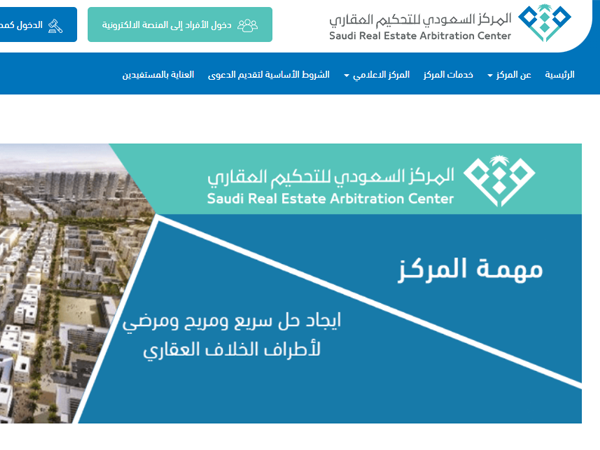 المركز السعودي للتحكيم العقاري
Saudi Real Estate Arbitration Center
دخول الأفراد إلى المنصة الالكترونية
الدخول
الرئيسية
عن المركز
خدمات المركز
المركز الاعلامي
الشروط الأساسية لتقديم الدعوى
العناية بالمستفيدين
المركز السعودي للتحكيم العقاري
Saudi Real Estate Arbitration Center
مهمة المركز
ايجاد حل سريع ومريح ومرضي
لأطراف الخلاف العقاري